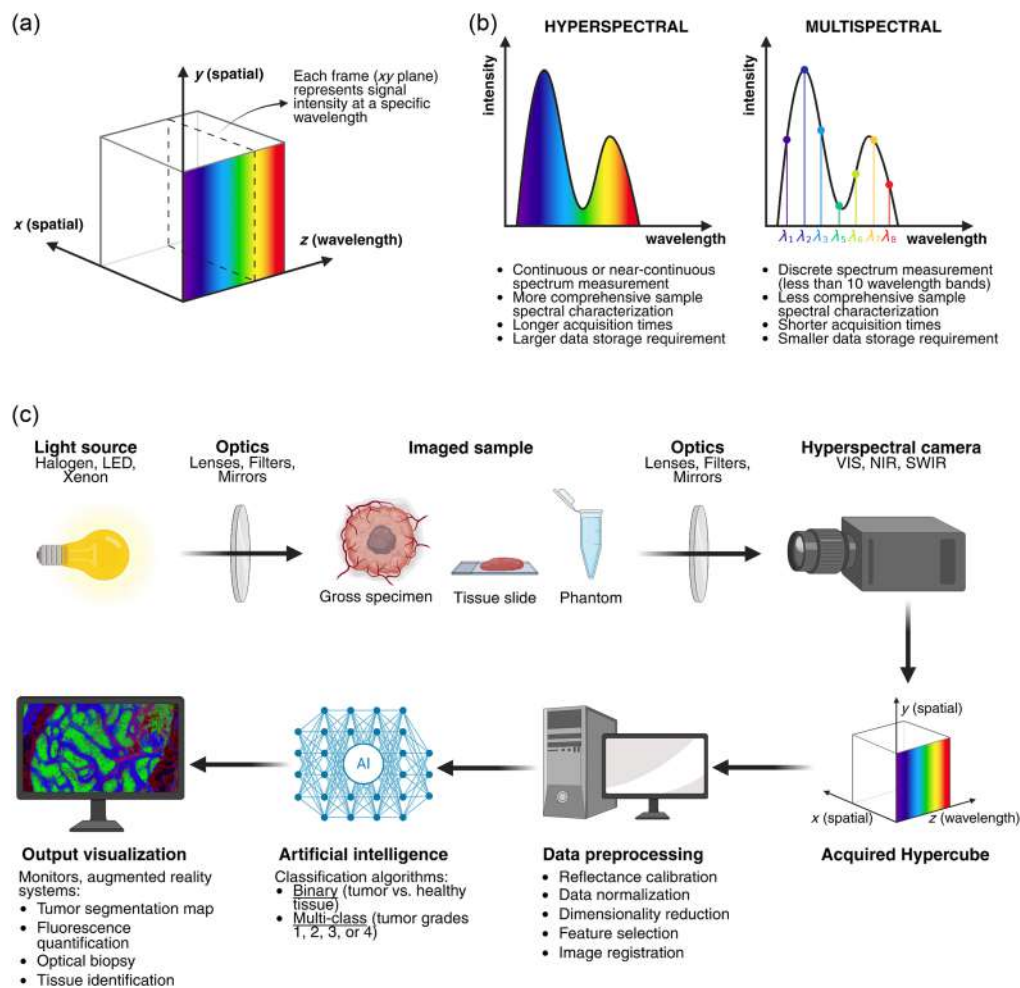 (a)
y (spatial)
Each frame (xy plane)
represents signal
intensity at a specific
wavelength
x (spatial)
z (wavelength)
(b)
HYPERSPECTRAL
intensity
wavelength
• Continuous or near-continuous
spectrum measurement
• More comprehensive sample
spectral characterization
• Longer acquisition times
• Larger data storage requirement
MULTISPECTRAL
intensity
λ1 λ2 λ3 λ5 λ6 λ7 λ8
wavelength
• Discrete spectrum measurement
(less than 10 wavelength bands)
• Less comprehensive sample
spectral characterization
• Shorter acquisition times
• Smaller data storage requirement
(c)
Light source
Halogen, LED,
Xenon
Optics
Lenses, Filters,
Mirrors
Imaged sample
Gross specimen
Tissue slide
Phantom
Optics
Lenses, Filters,
Mirrors
Hyperspectral camera
VIS, NIR, SWIR
y (spatial)
x (spatial)
z (wavelength)
Acquired Hypercube
Data preprocessing
• Reflectance calibration
• Data normalization
• Dimensionality reduction
• Feature selection
• Image registration
AI
Artificial intelligence
Classification algorithms:
• Binary (tumor vs. healthy
tissue)
• Multi-class (tumor grades
1, 2, 3, or 4)
Output visualization
Monitors, augmented reality
systems:
• Tumor segmentation map
• Fluorescence
quantification
• Optical biopsy
• Tissue identification